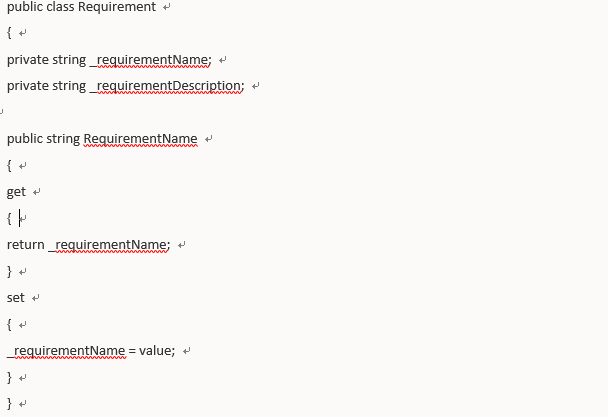 public class Requirement
{
private string _requirementName;
private string _requirementDescription;
public string RequirementName
{
get
{
return _requirementName;
}
set
{
_requirementName = value;
}
}